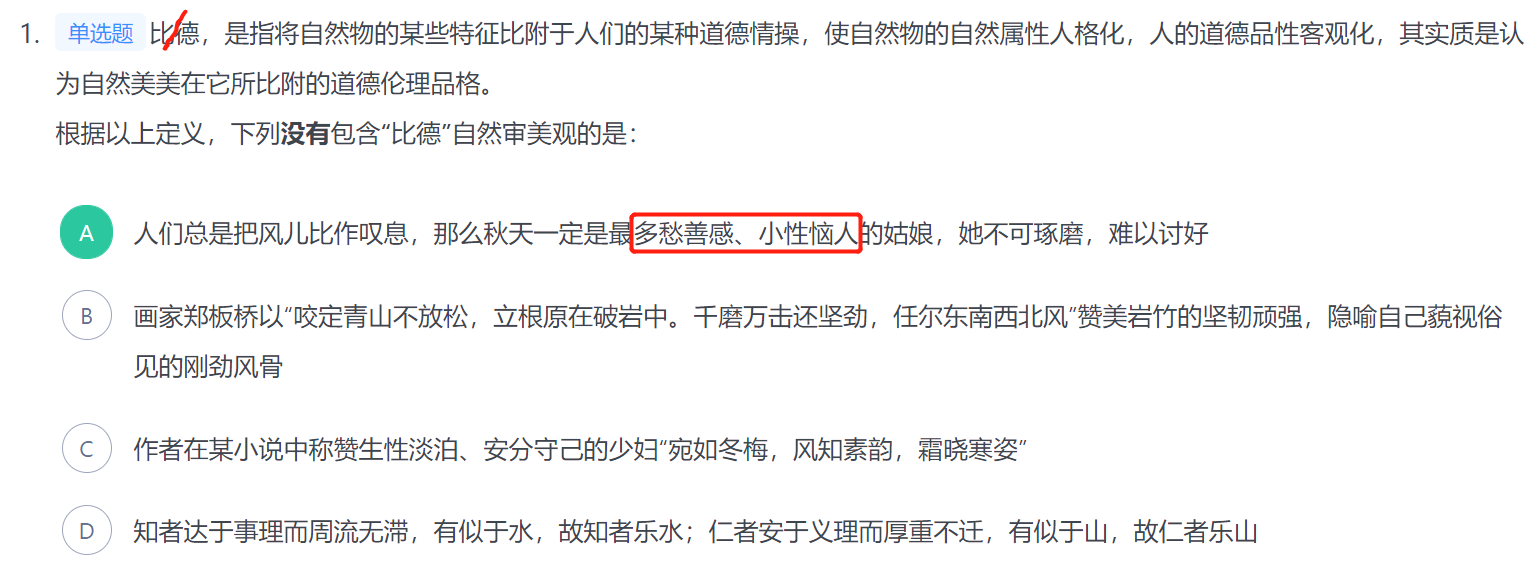 1. 单选题 比德，是指将自然物的某些特征比附于人们的某种道德情操，使自然物的自然属性人格化，人的道德品性客观化，其实质是认
为自然美美在它所比附的道德伦理品格。
根据以上定义，下列没有包含“比德”自然审美观的是：
A 人们总是把风儿比作叹息，那么秋天一定是最多愁善感、小性恼人的姑娘，她不可琢磨，难以讨好
B 画家郑板桥以“咬定青山不放松，立根原在破岩中。千磨万击还坚劲，任尔东南西北风”赞美岩竹的坚韧顽强，隐喻自己藐视俗
见的刚劲风骨
C 作者在某小说中称赞生性淡泊、安分守己的少妇“宛如冬梅，风知素韵，霜晓寒姿”
D 知者达于事理而周流无滞，有似于水，故知者乐水；仁者安于义理而厚重不迁，有似于山，故仁者乐山